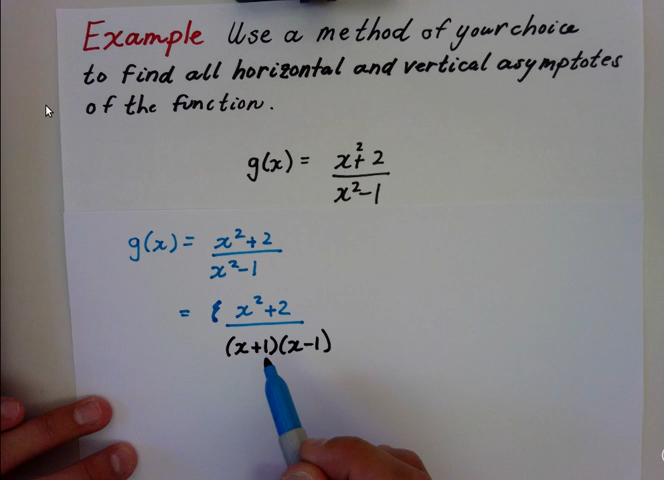 Example Use a method of your choice
to find all horizontal and vertical asymptotes
of the function.
g(x) = x²+2 / x²-1
g(x) = x²+2 / x²-1
= x²+2 / (x+1)(x-1)